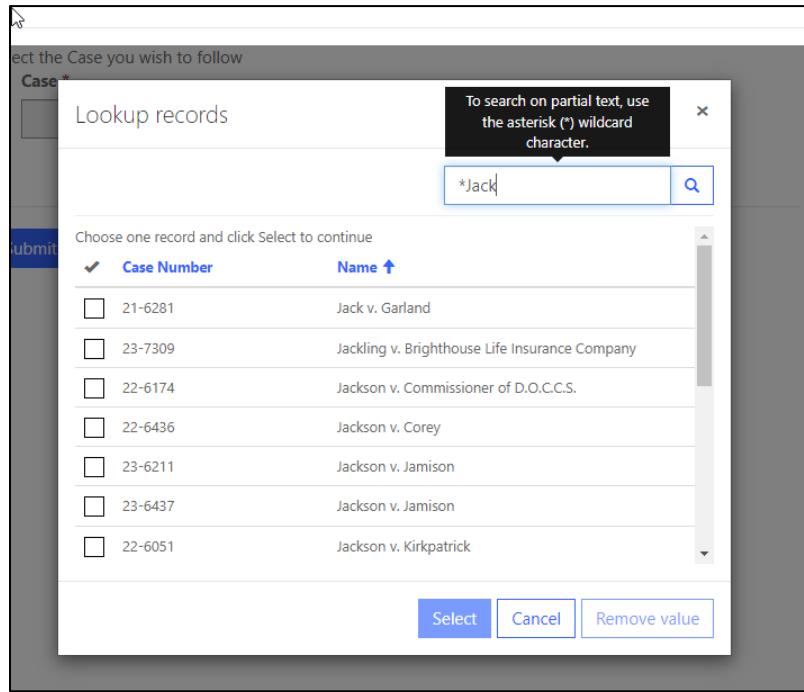 ect the Case you wish to follow
Case *
Lookup records
To search on partial text, use
the asterisk (*) wildcard
character.
×
*Jack
Choose one record and click Select to continue
Case Number Name
21-6281 Jack v. Garland
23-7309 Jackling v. Brighthouse Life Insurance Company
22-6174 Jackson v. Commissioner of D.O.C.C.S.
22-6436 Jackson v. Corey
23-6211 Jackson v. Jamison
23-6437 Jackson v. Jamison
22-6051 Jackson v. Kirkpatrick
ubmit
Select Cancel Remove value